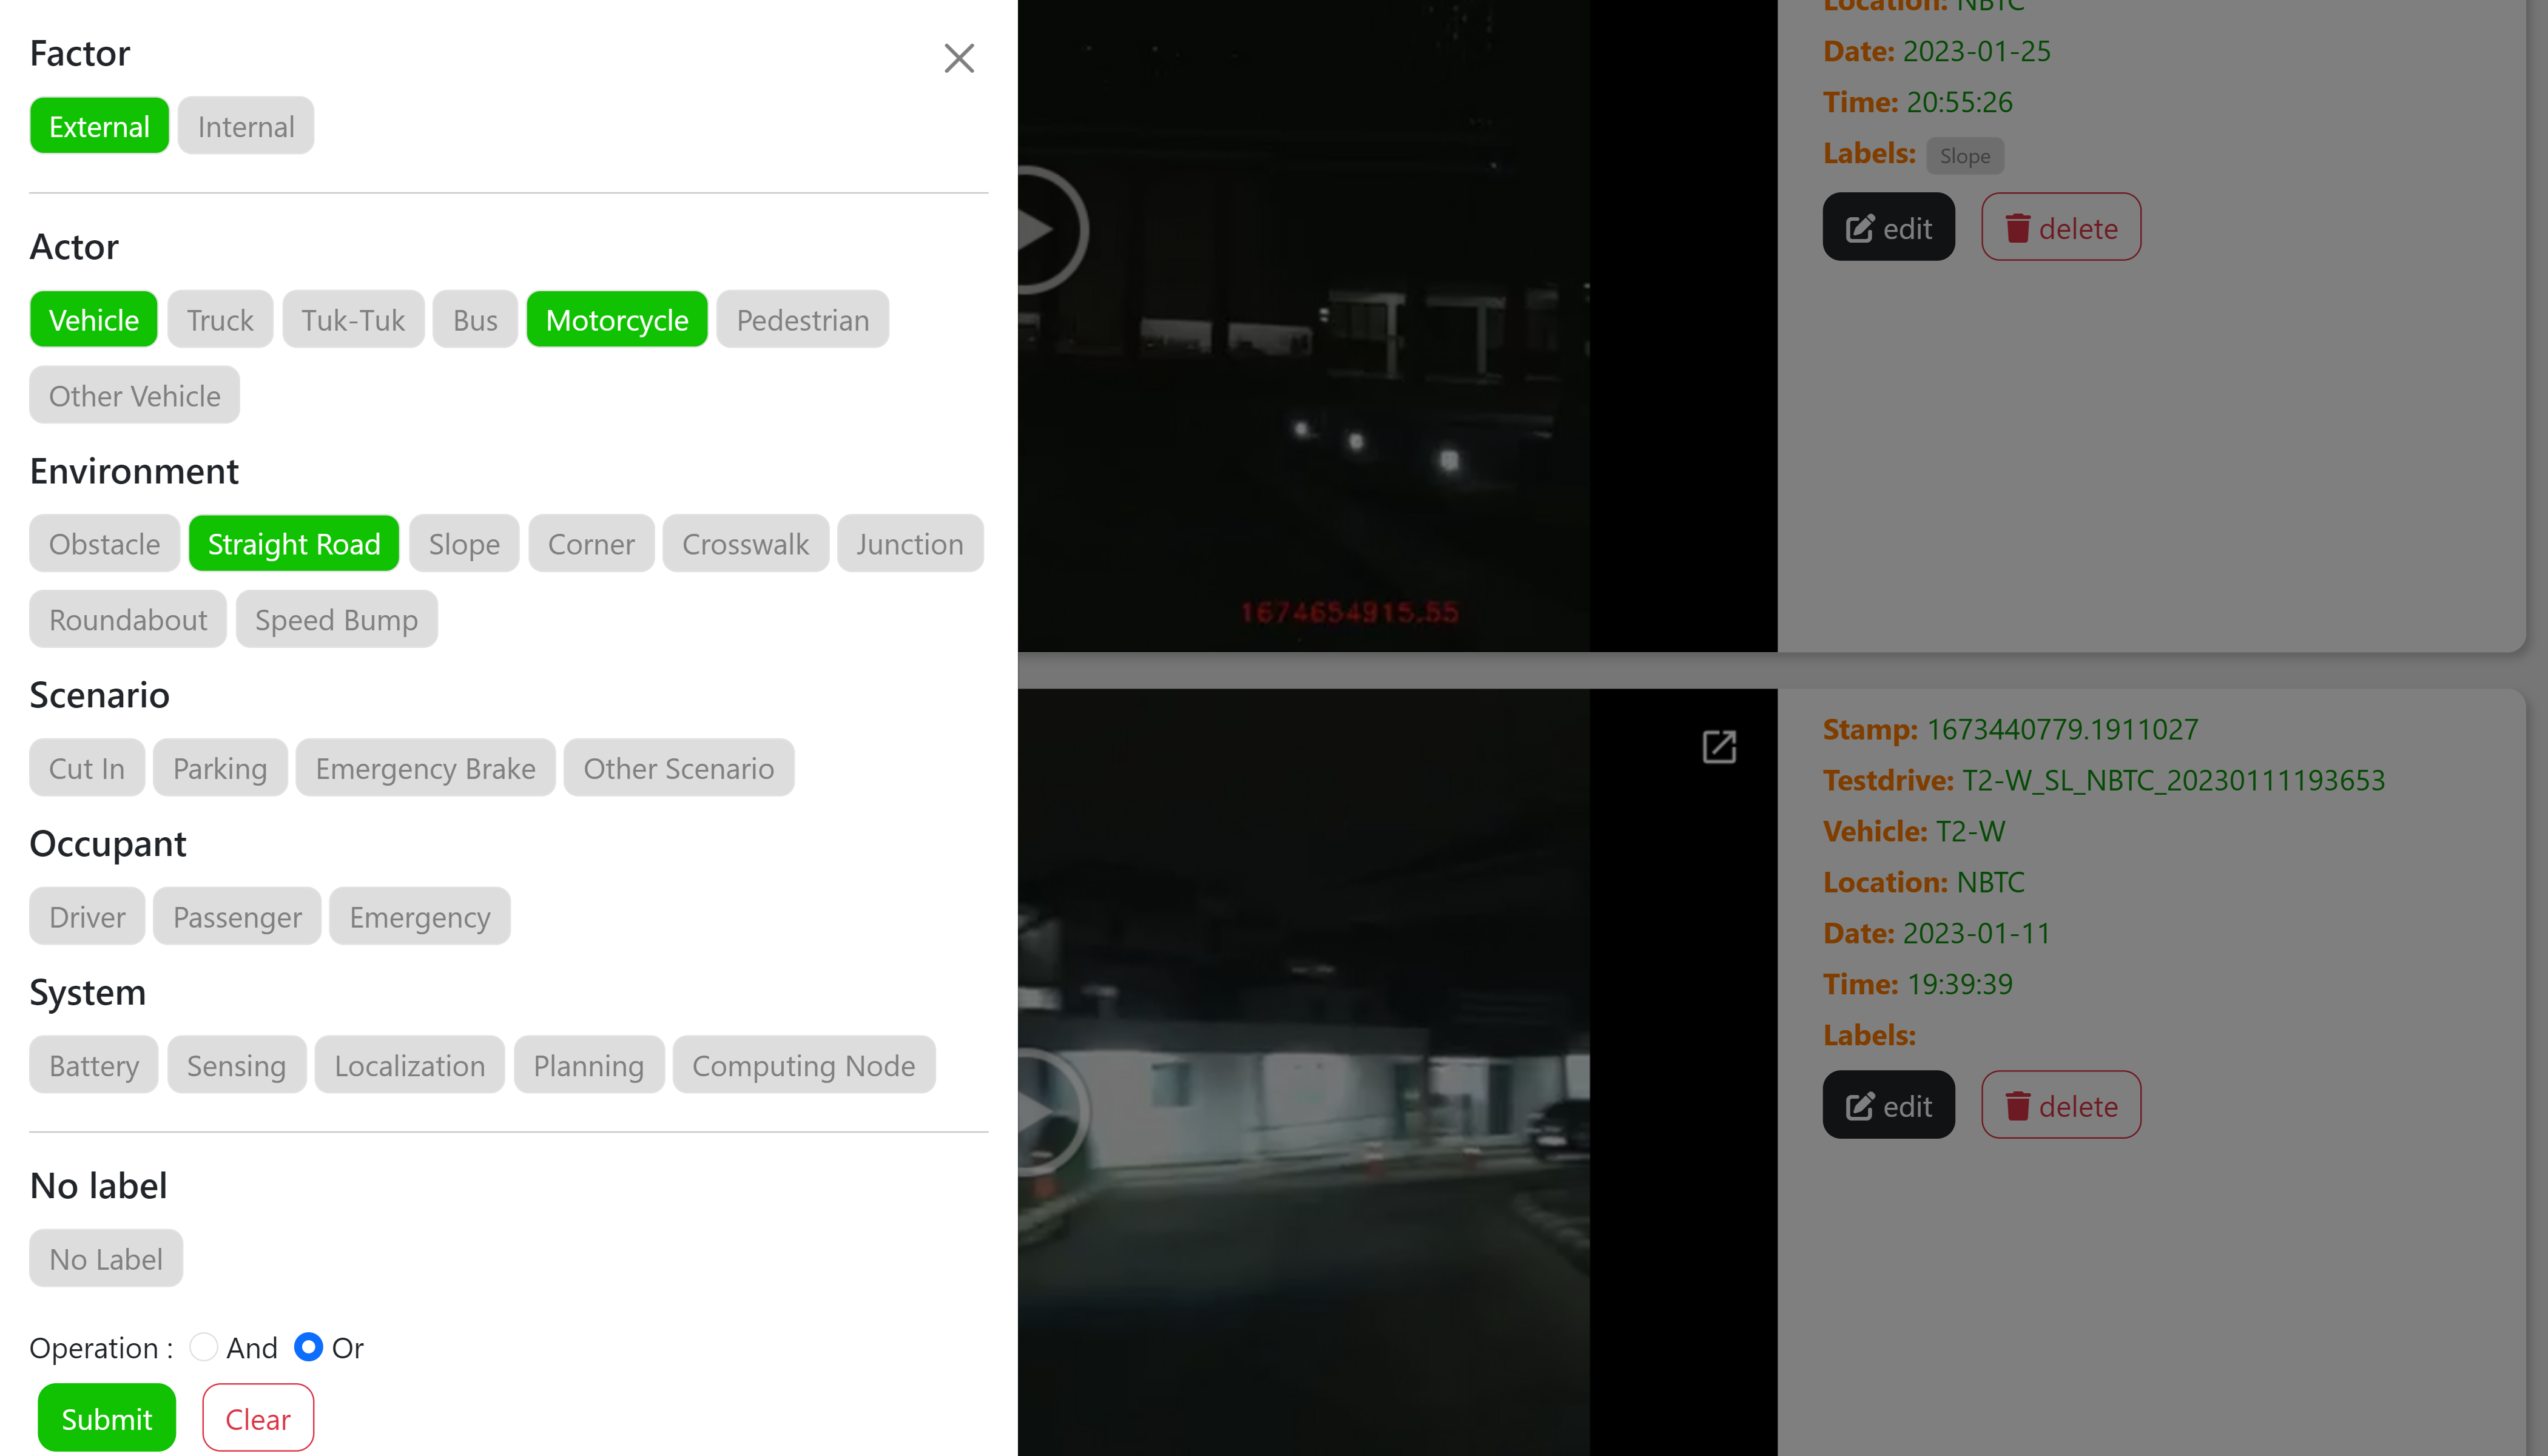 Factor
External Internal
Actor
Vehicle Truck Tuk-Tuk Bus Motorcycle Pedestrian
Other Vehicle
Environment
Obstacle Straight Road Slope Corner Crosswalk Junction
Roundabout Speed Bump
Scenario
Cut In Parking Emergency Brake Other Scenario
Occupant
Driver Passenger Emergency
System
Battery Sensing Localization Planning Computing Node
No label
No Label
Operation : And Or
Submit Clear
1674654915.55
Location: NBTC
Date: 2023-01-25
Time: 20:55:26
Labels: Slope
edit delete
Stamp: 1673440779.1911027
Testdrive: T2-W_SL_NBTC_20230111193653
Vehicle: T2-W
Location: NBTC
Date: 2023-01-11
Time: 19:39:39
Labels:
edit delete